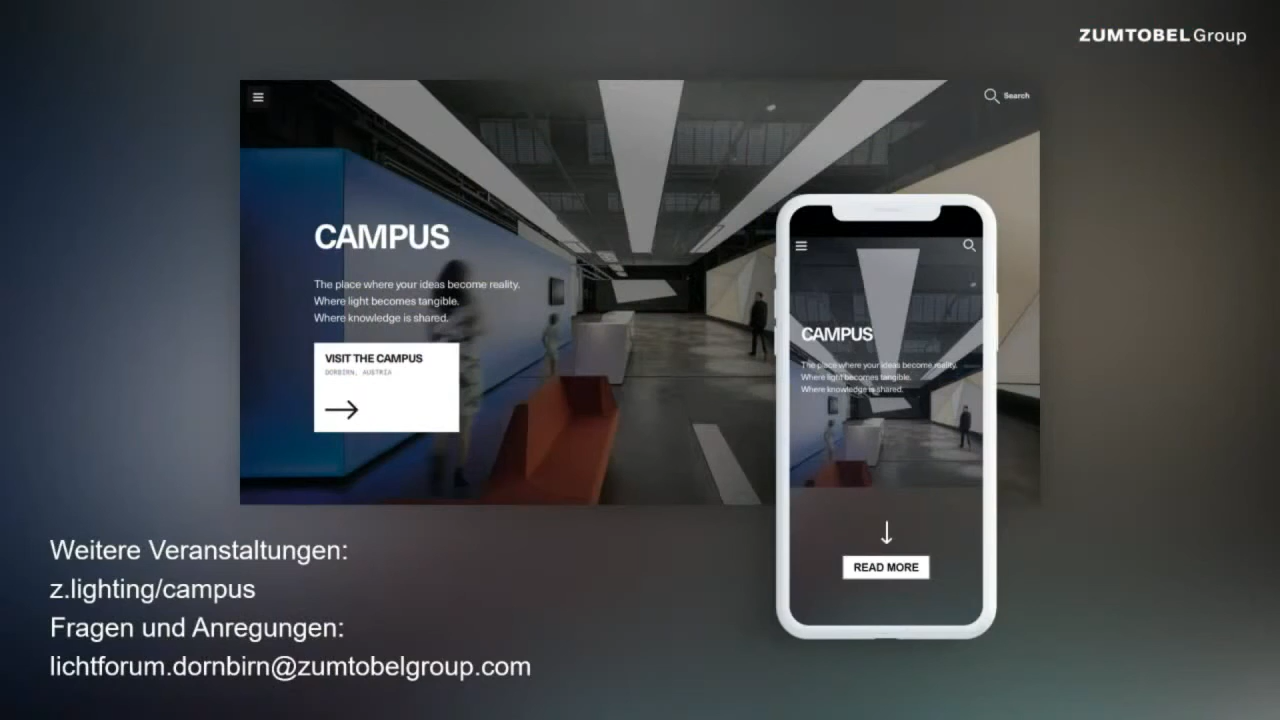 ZUMTOBEL Group
Search
CAMPUS
The place where your ideas become reality.
Where light becomes tangible.
Where knowledge is shared.
VISIT THE CAMPUS
DORBIRN, AUSTRIA
CAMPUS
The place where your ideas become reality.
Where light becomes tangible.
Where knowledge is shared.
READ MORE
Weitere Veranstaltungen:
z.lighting/campus
Fragen und Anregungen:
lichtforum.dornbirn@zumtobelgroup.com